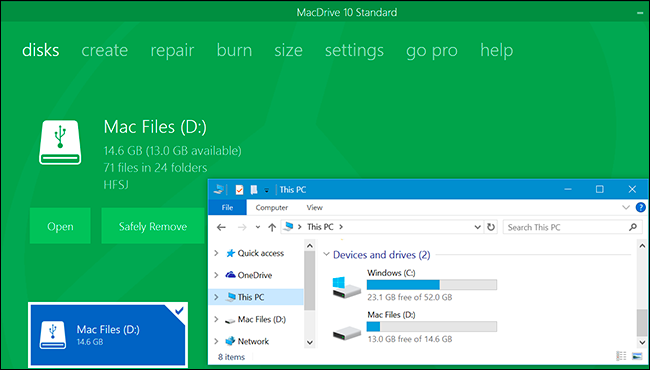 MacDrive 10 Standard
disks create repair burn size settings go pro help
Mac Files (D:)
14.6 GB (13.0 GB available)
71 files in 24 folders
HFSJ
Open Safely Remove
Mac Files (D:)
14.6 GB
This PC
File Computer View
This PC
Search This PC
Quick access
OneDrive
This PC
Mac Files (D:)
Network
Devices and drives (2)
Windows (C:)
23.1 GB free of 52.0 GB
Mac Files (D:)
13.0 GB free of 14.6 GB
8 items